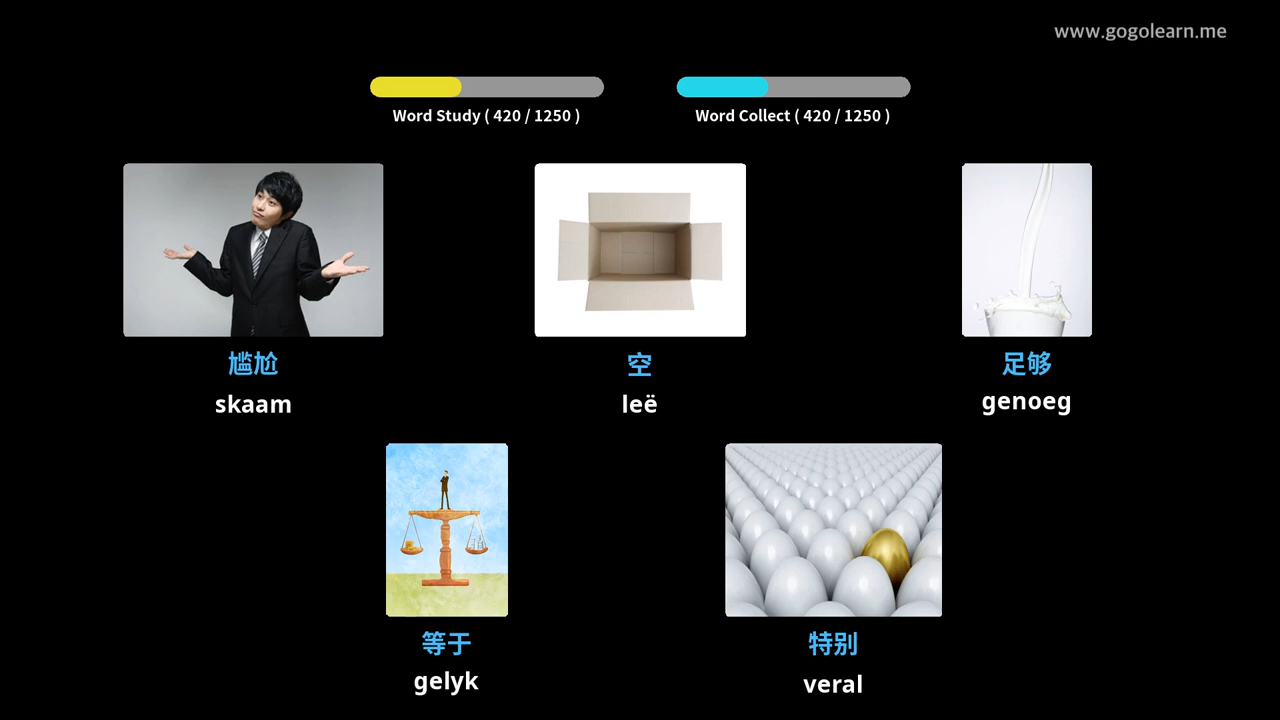 www.gogolearn.me
Word Study ( 420 / 1250 )
Word Collect ( 420 / 1250 )
尴尬
skaam
空
leë
足够
genoeg
等于
gelyk
特别
veral